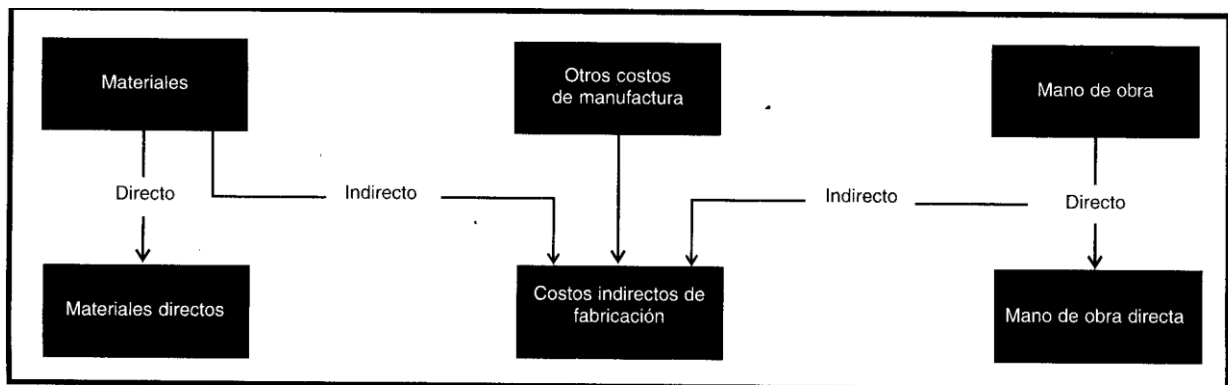 Materiales
Otros costos
de manufactura
Mano de obra
Directo
Indirecto
Indirecto
Directo
Materiales directos
Costos indirectos de
fabricación
Mano de obra directa